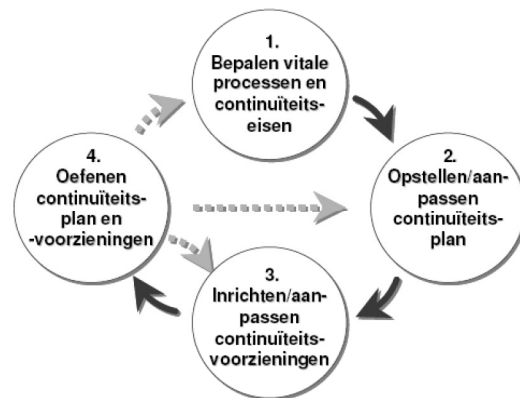 1.
Bepalen vitale
processen en
continuïteits-
eisen
2.
Opstellen/aan-
passen
continuïteits-
plan
3.
Inrichten/aan-
passen
continuïteits-
voorzieningen
4.
Oefenen
continuïteits-
plan en
-voorzieningen